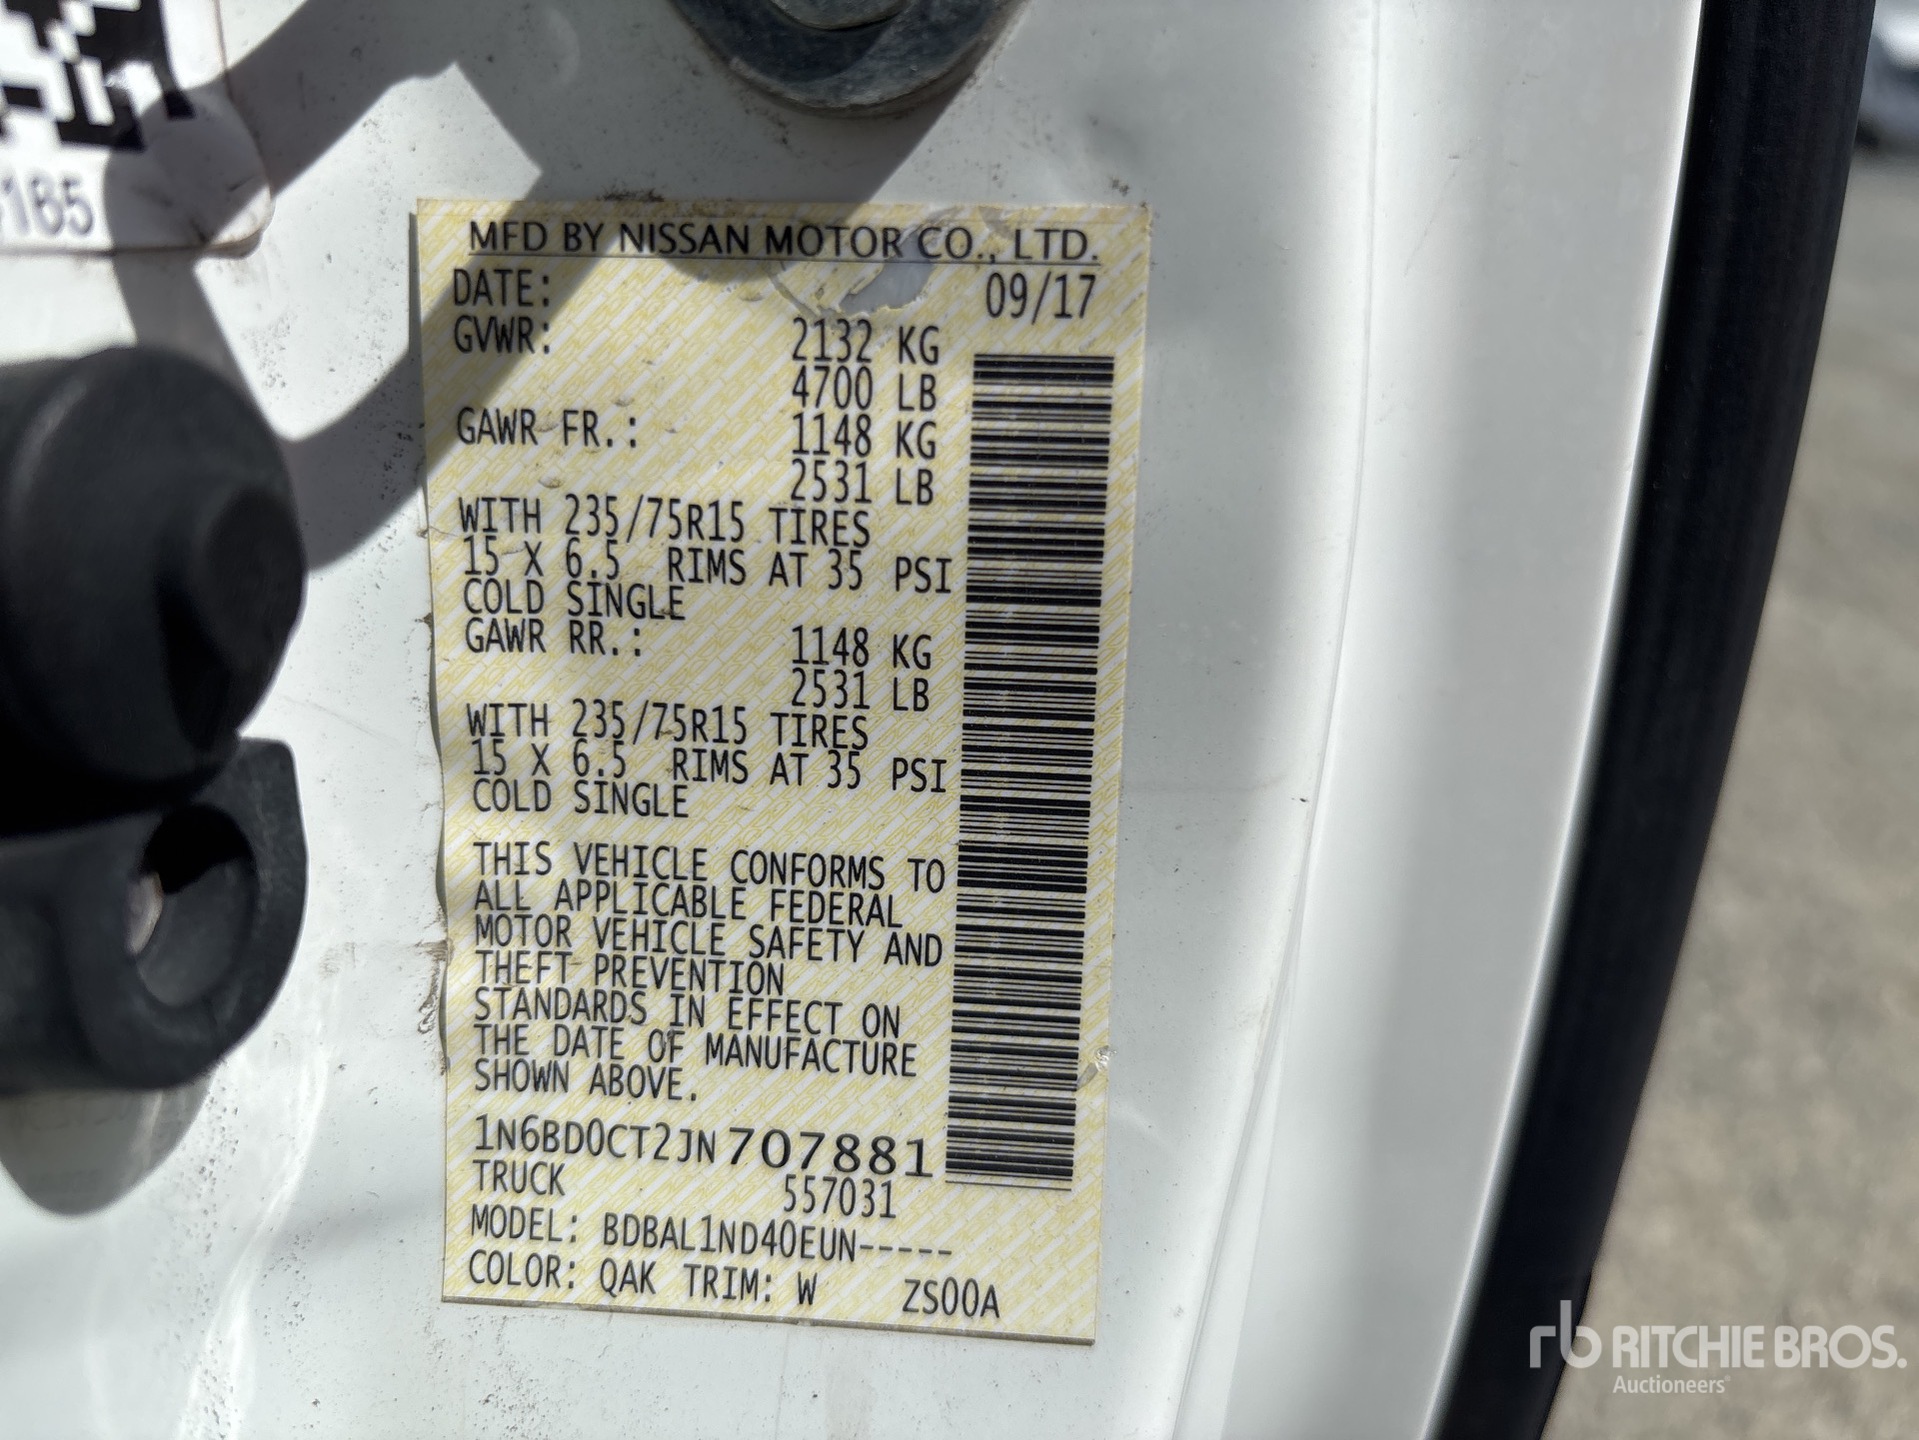 165
MFD BY NISSAN MOTOR CO., LTD.
DATE: 09/17
GVWR: 2132 KG
4700 LB
GAWR FR.: 1148 KG
2531 LB
WITH 235/75R15 TIRES
15 X 6.5 RIMS AT 35 PSI
COLD SINGLE
GAWR RR.: 1148 KG
2531 LB
WITH 235/75R15 TIRES
15 X 6.5 RIMS AT 35 PSI
COLD SINGLE
THIS VEHICLE CONFORMS TO
ALL APPLICABLE FEDERAL
MOTOR VEHICLE SAFETY AND
THEFT PREVENTION
STANDARDS IN EFFECT ON
THE DATE OF MANUFACTURE
SHOWN ABOVE.
1N6BD0CT2JN707881
TRUCK 557031
MODEL: BDBAL1ND40EUN-----
COLOR: QAK TRIM: W ZS00A
rb RITCHIE BROS.
Auctioneers